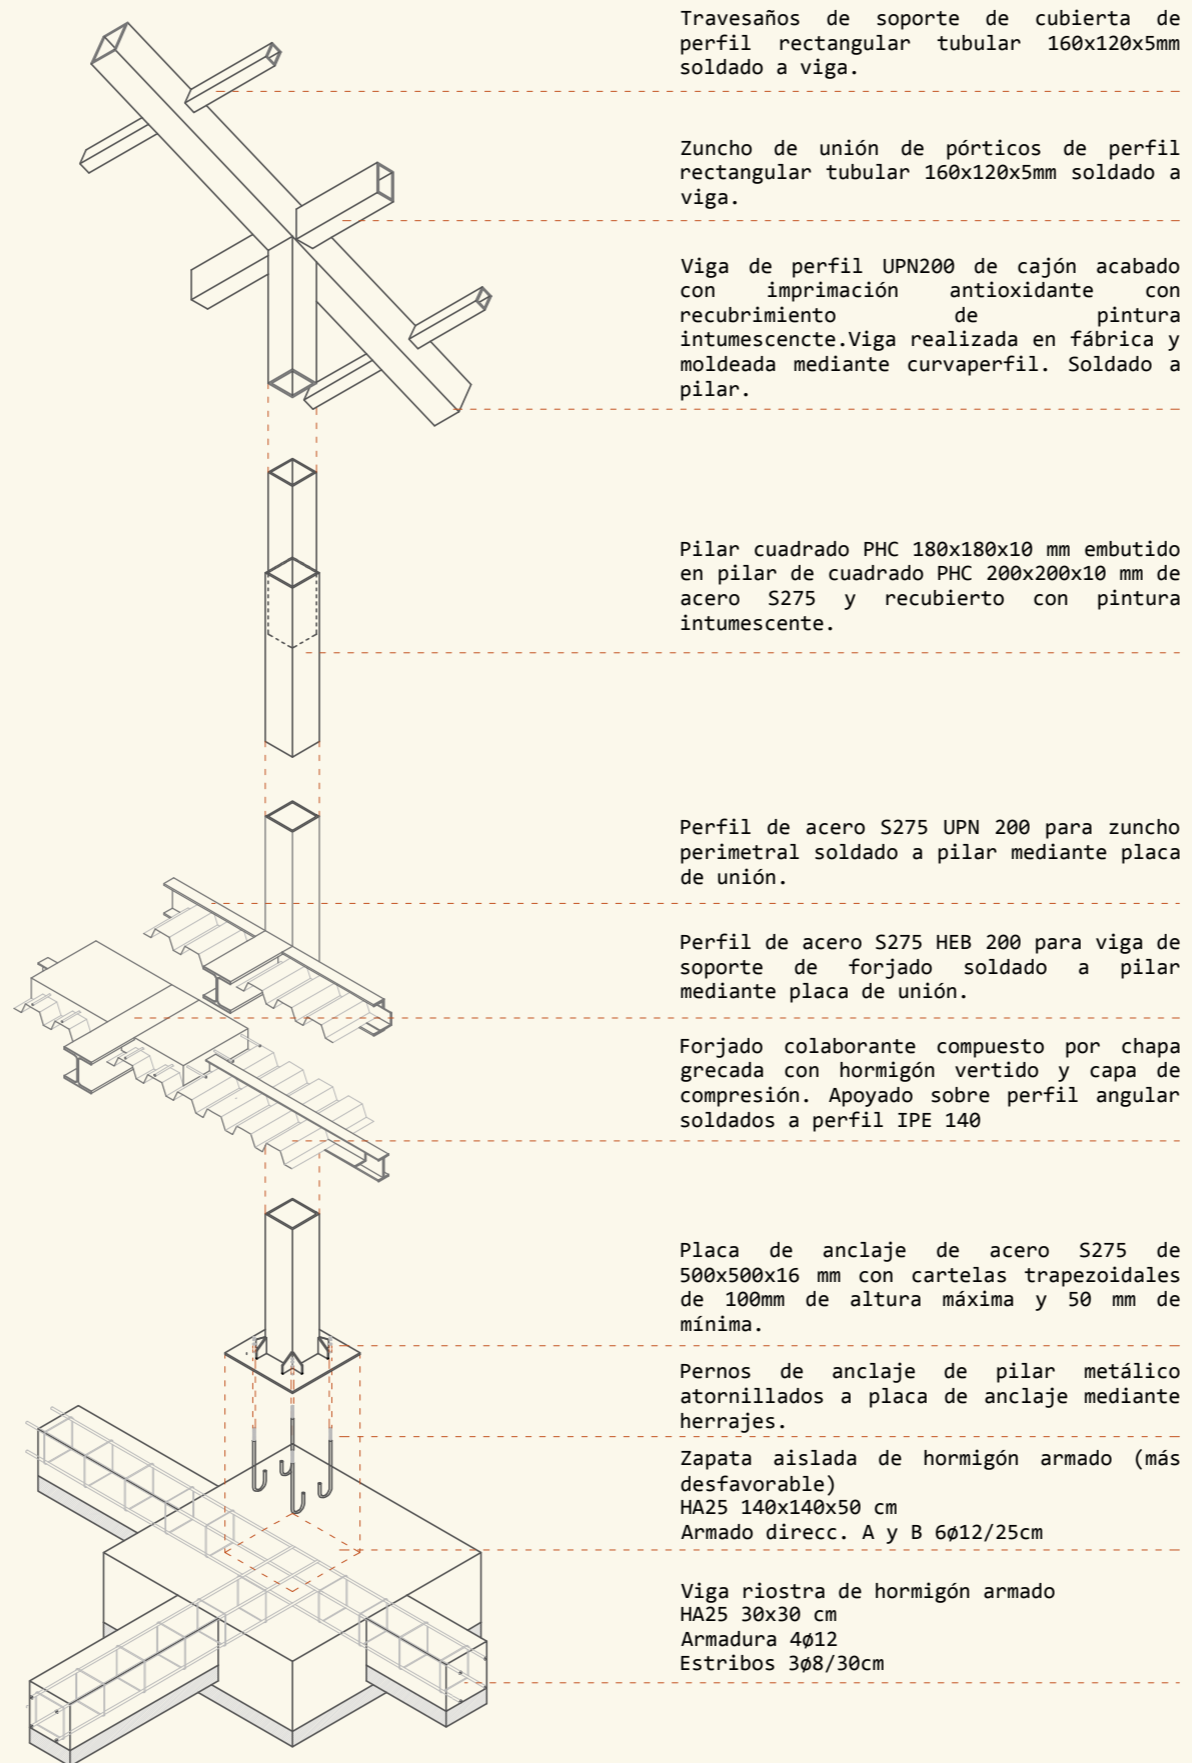 Travesaños de soporte de cubierta de
perfil rectangular tubular 160x120x5mm
soldado a viga.
Zuncho de unión de pórticos de perfil
rectangular tubular 160x120x5mm soldado a
viga.
Viga de perfil UPN200 de cajón acabado
con imprimación antioxidante con
recubrimiento de pintura
intumescencte.Viga realizada en fábrica y
moldeada mediante curvaperfil. Soldado a
pilar.
Pilar cuadrado PHC 180x180x10 mm embutido
en pilar de cuadrado PHC 200x200x10 mm de
acero S275 y recubierto con pintura
intumescente.
Perfil de acero S275 UPN 200 para zuncho
perimetral soldado a pilar mediante placa
de unión.
Perfil de acero S275 HEB 200 para viga de
soporte de forjado soldado a pilar
mediante placa de unión.
Forjado colaborante compuesto por chapa
grecada con hormigón vertido y capa de
compresión. Apoyado sobre perfil angular
soldados a perfil IPE 140
Placa de anclaje de acero S275 de
500x500x16 mm con cartelas trapezoidales
de 100mm de altura máxima y 50 mm de
mínima.
Pernos de anclaje de pilar metálico
atornillados a placa de anclaje mediante
herrajes.
Zapata aislada de hormigón armado (más
desfavorable)
HA25 140x140x50 cm
Armado direcc. A y B 6ø12/25cm
Viga riostra de hormigón armado
HA25 30x30 cm
Armadura 4ø12
Estribos 3ø8/30cm